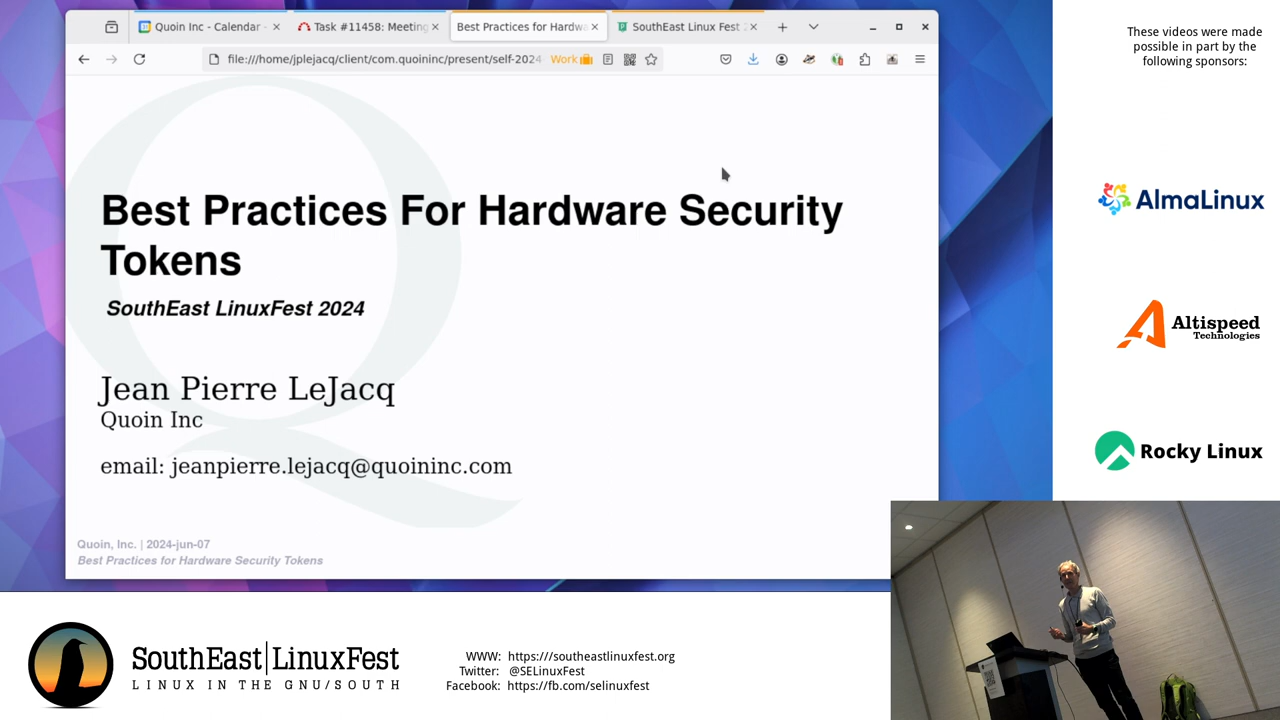 Quoin Inc - Calendar -
Task #11458: Meeting
Best Practices for Hardwa
SouthEast Linux Fest 2
file:///home/jplejacq/client/com.quoininc/present/self-2024-
Work
Best Practices For Hardware Security
Tokens
SouthEast LinuxFest 2024
Jean Pierre LeJacq
Quoin Inc
email: jeanpierre.lejacq@quoininc.com
Quoin, Inc. | 2024-jun-07
Best Practices for Hardware Security Tokens
These videos were made
possible in part by the
following sponsors:
AlmaLinux
Altispeed
Technologies
Rocky Linux
SouthEast LinuxFest
LINUX IN THE GNU/SOUTH
WWW: https://southeastlinuxfest.org
Twitter: @SELinuxFest
Facebook: https://fb.com/selinuxfest